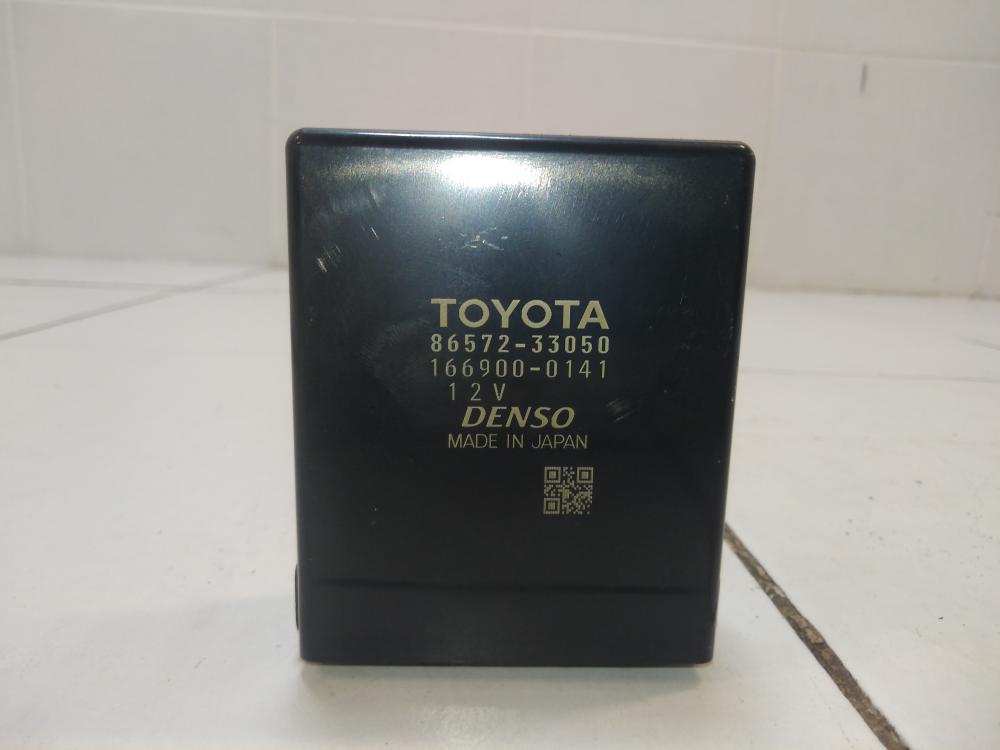 TOYOTA
86572-33050
166900-0141
12V
DENSO
MADE IN JAPAN